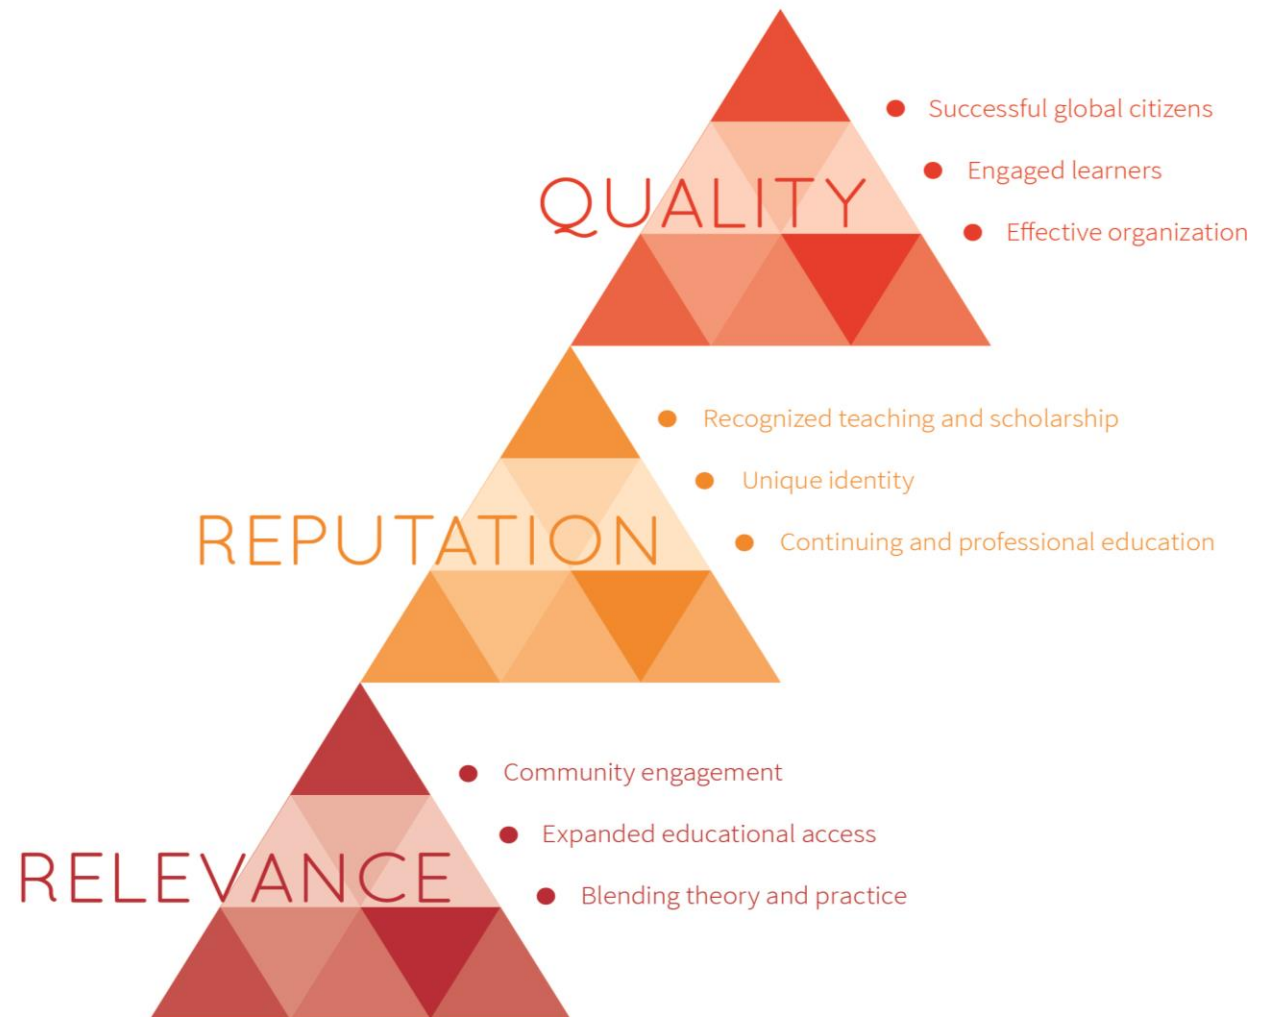 QUALITY
Successful global citizens
Engaged learners
Effective organization
REPUTATION
Recognized teaching and scholarship
Unique identity
Continuing and professional education
RELEVANCE
Community engagement
Expanded educational access
Blending theory and practice